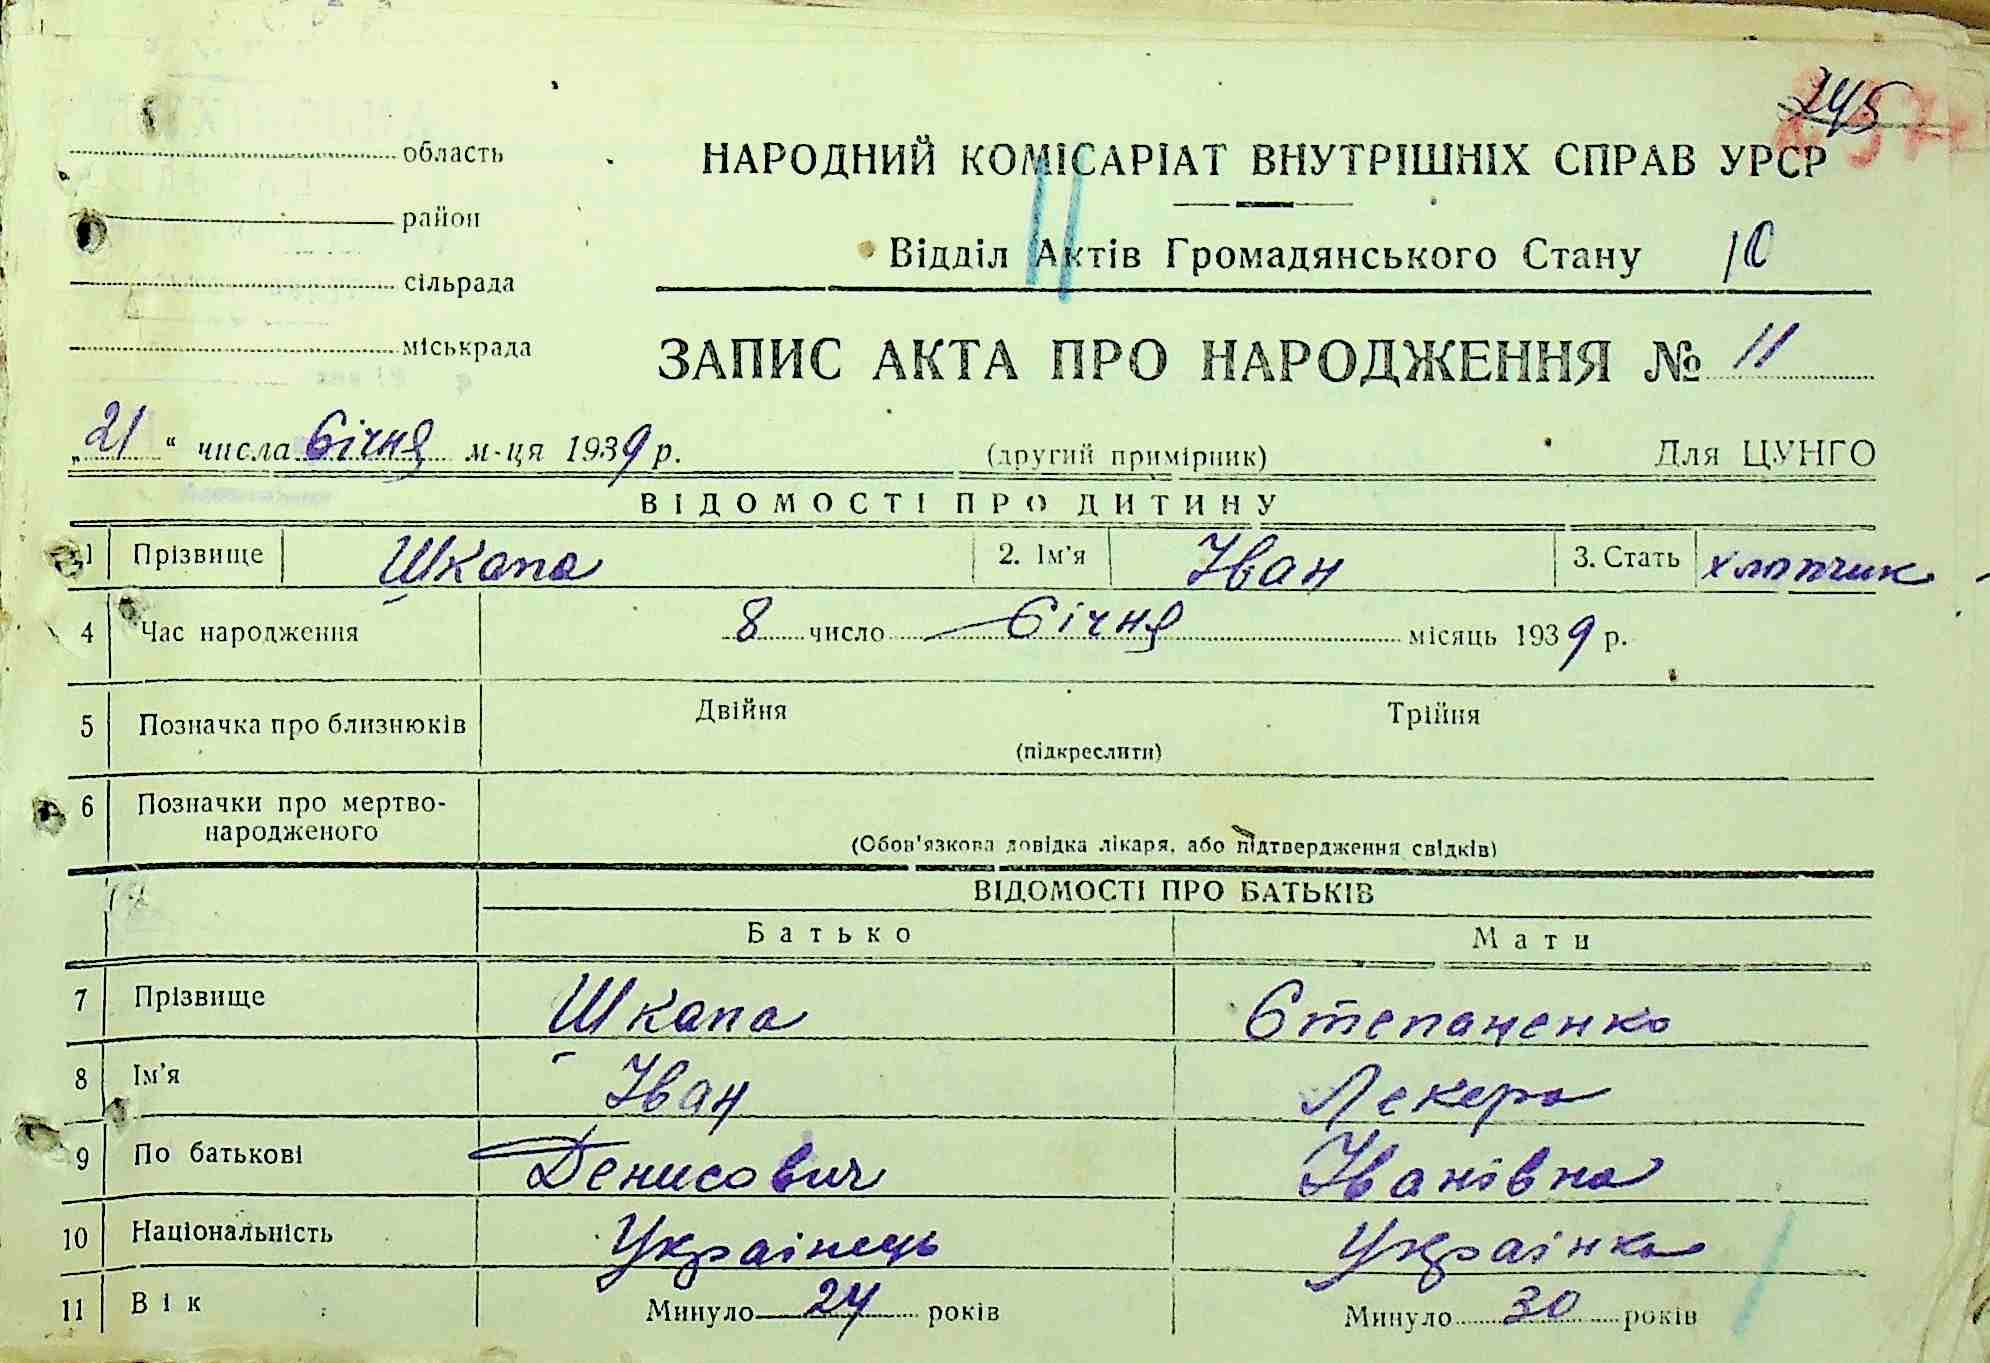 245
область
НАРОДНИЙ КОМІСАРІАТ ВНУТРІШНІХ СПРАВ УРСР
район
Відділ Актів Громадянського Стану 10
сільрада
міськрада
ЗАПИС АКТА ПРО НАРОДЖЕННЯ № 11
„21“ числа Січня м-ця 1939 р. (другий примірник) Для ЦУНГО
ВІДОМОСТІ ПРО ДИТИНУ
1 Прізвище Шкапа 2. Ім'я Іван 3. Стать хлопчик
4 Час народження 8 число Січня місяць 1939 р.
5 Позначка про близнюків Двійня Трійня
(підкреслити)
6 Позначки про мертво-
народженого
(Обов'язкова довідка лікаря, або підтвердження свідків)
ВІДОМОСТІ ПРО БАТЬКІВ
Батько Мати
7 Прізвище Шкапа Степаненко
8 Ім'я Іван Лекера
9 По батькові Денисович Іванівна
10 Національність Українець Українка
11 Вік Минуло 24 років Минуло 30 років